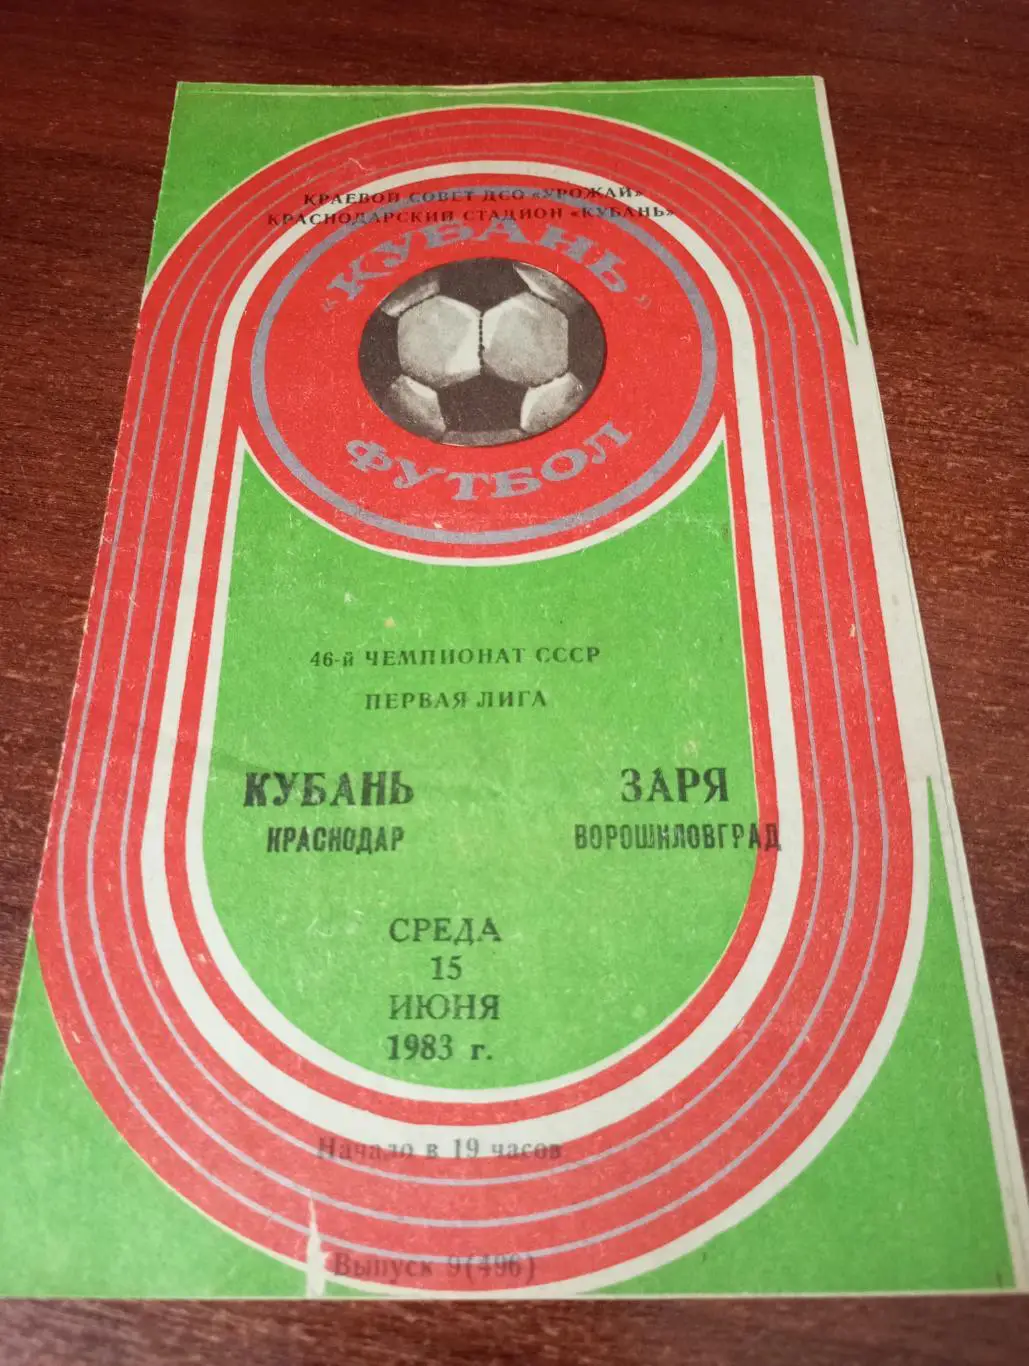 КРАЕВОЙ СОВЕТ ДСО «УРОЖАЙ»
КРАСНОДАРСКИЙ СТАДИОН «КУБАНЬ»
«КУБАНЬ»
ФУТБОЛ
46-й ЧЕМПИОНАТ СССР
ПЕРВАЯ ЛИГА
КУБАНЬ ЗАРЯ
КРАСНОДАР ВОРОШИЛОВГРАД
СРЕДА
15
ИЮНЯ
1983 г.
Начало в 19 часов
Выпуск 9(496)